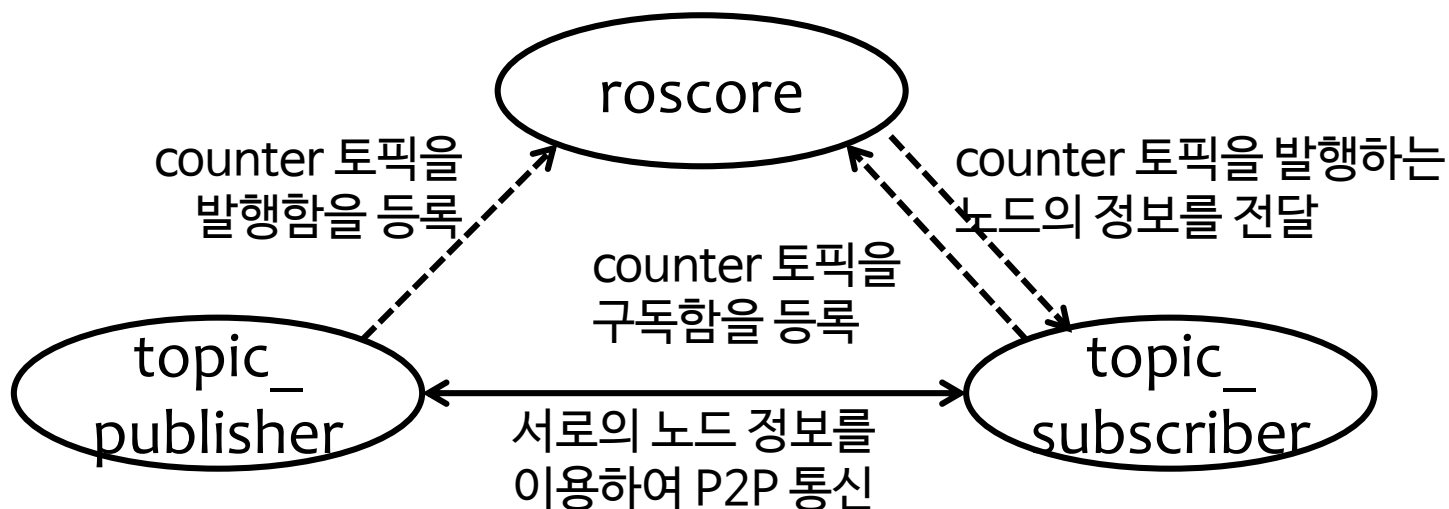 roscore
counter 토픽을
발행함을 등록
counter 토픽을 발행하는
노드의 정보를 전달
counter 토픽을
구독함을 등록
topic_
publisher
topic_
subscriber
서로의 노드 정보를
이용하여 P2P 통신